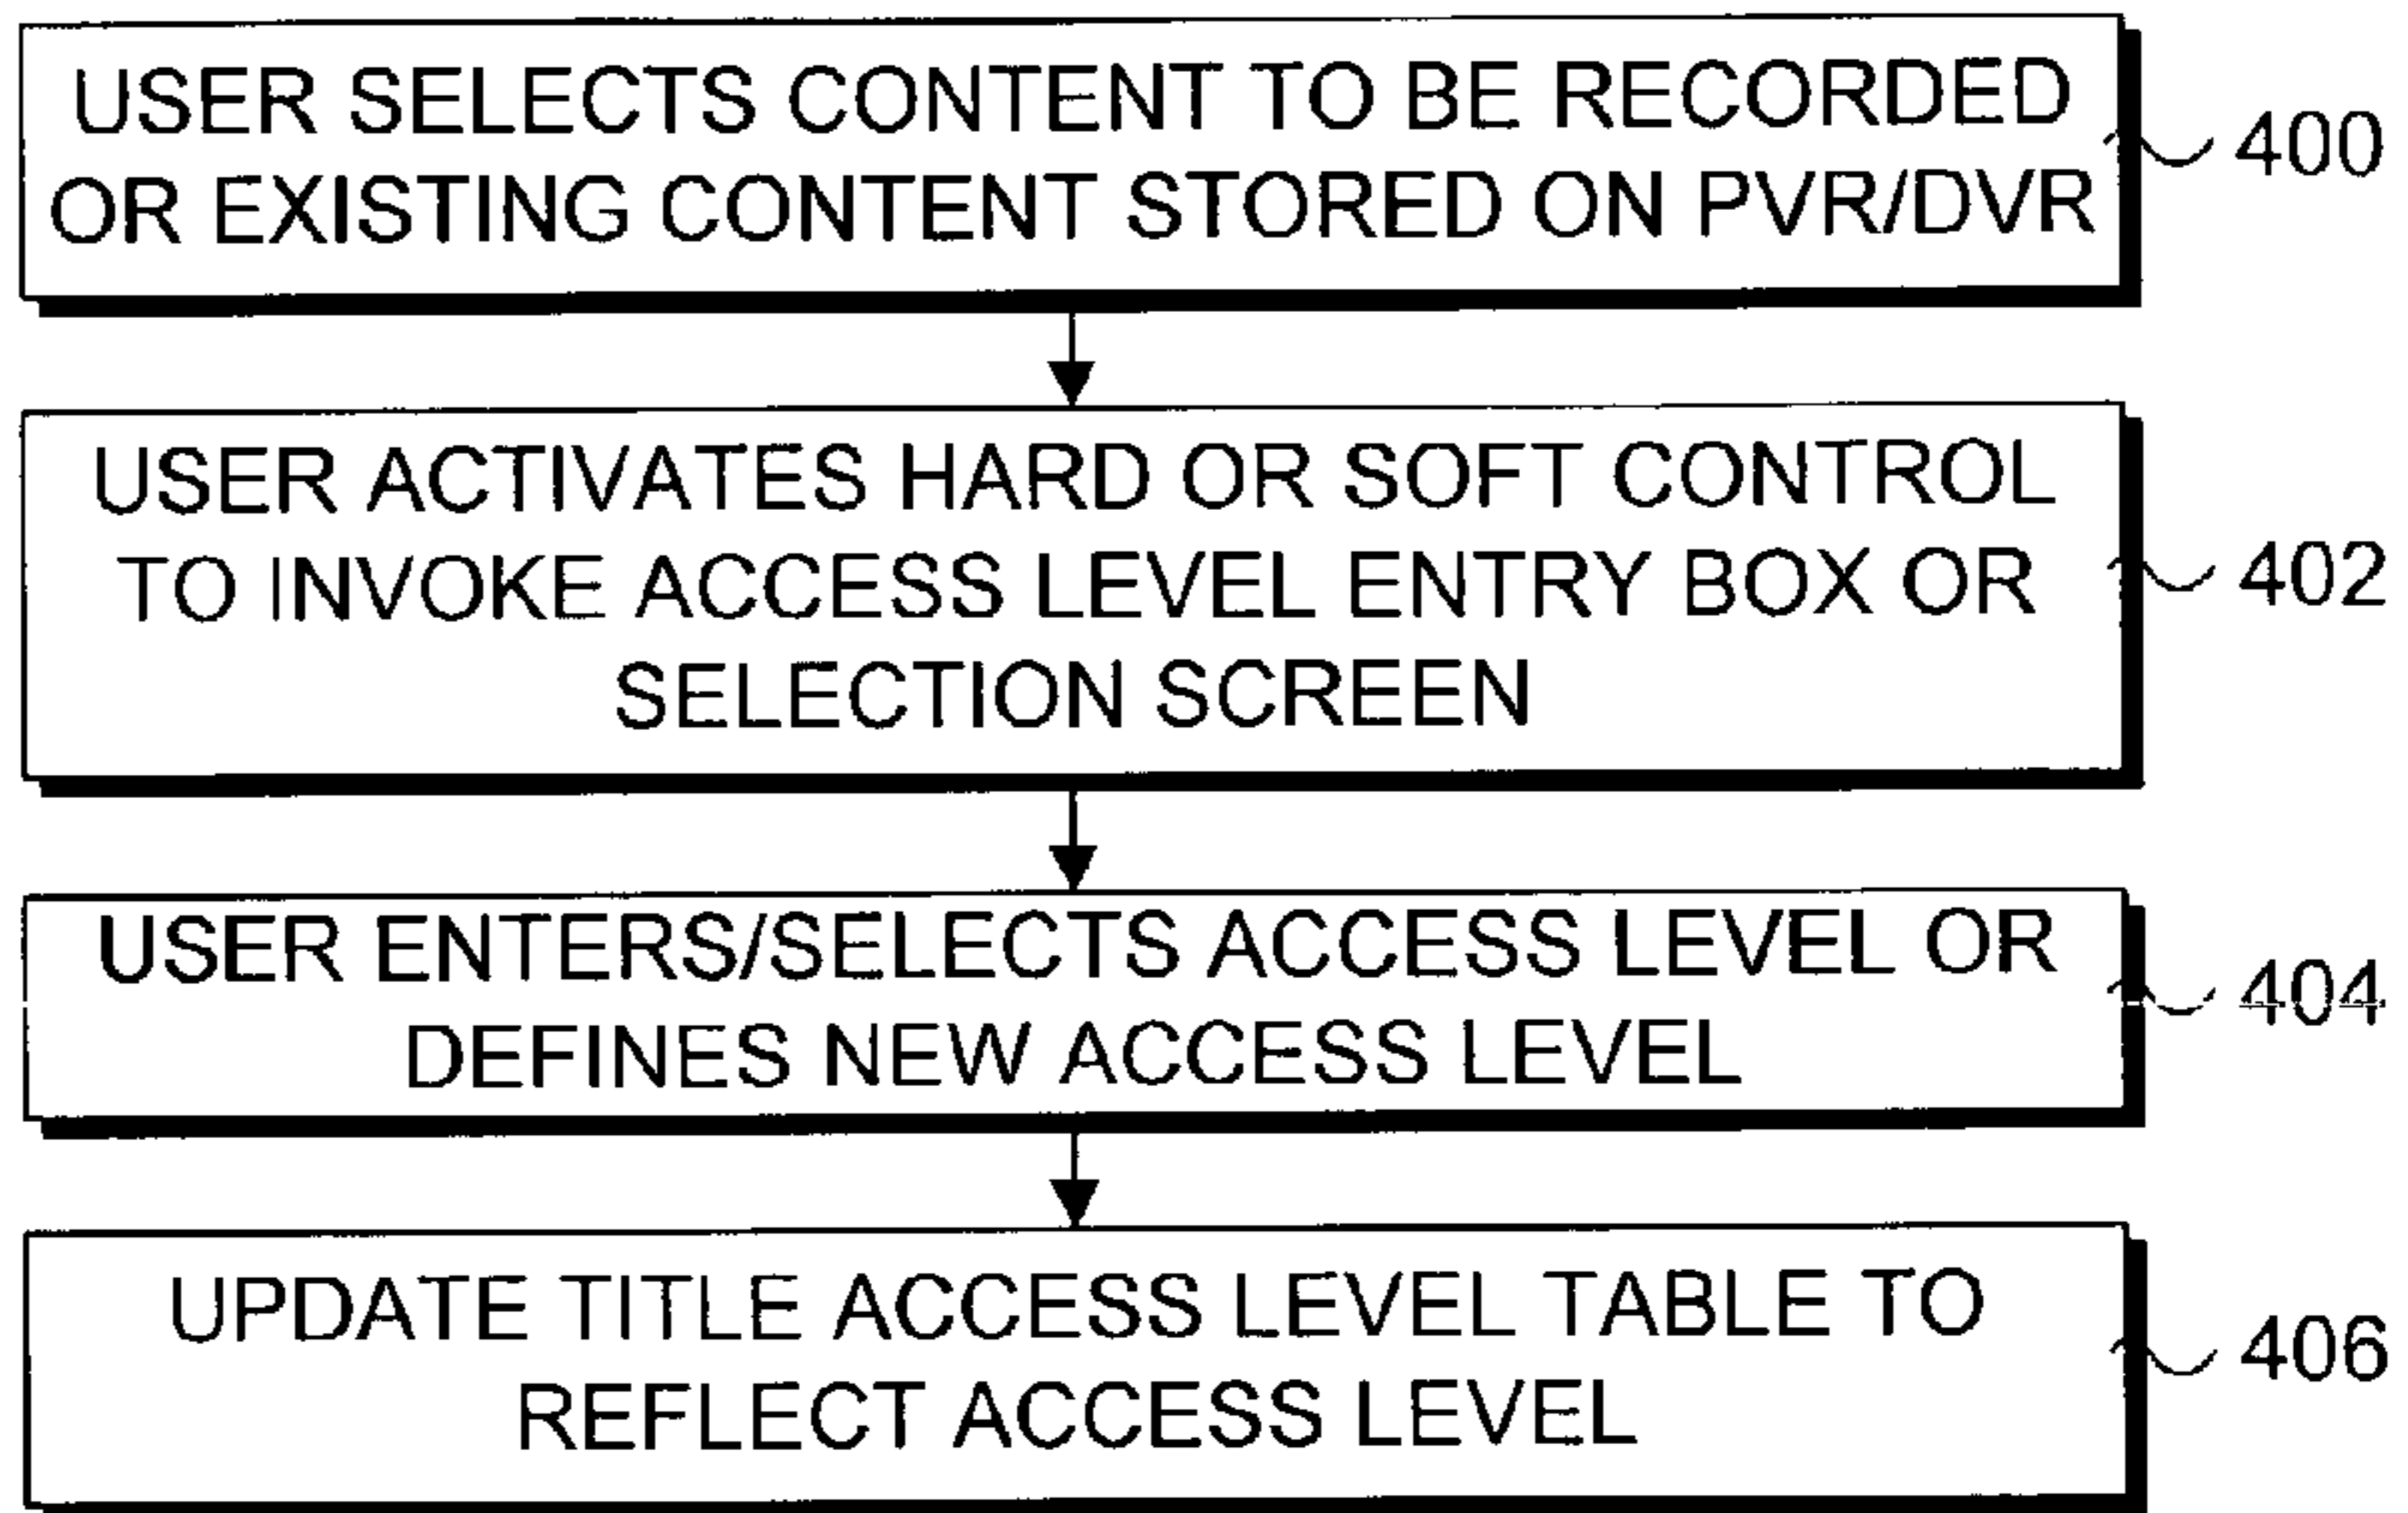 USER SELECTS CONTENT TO BE RECORDED
OR EXISTING CONTENT STORED ON PVR/DVR
400
USER ACTIVATES HARD OR SOFT CONTROL
TO INVOKE ACCESS LEVEL ENTRY BOX OR
SELECTION SCREEN
402
USER ENTERS/SELECTS ACCESS LEVEL OR
DEFINES NEW ACCESS LEVEL
404
UPDATE TITLE ACCESS LEVEL TABLE TO
REFLECT ACCESS LEVEL
406